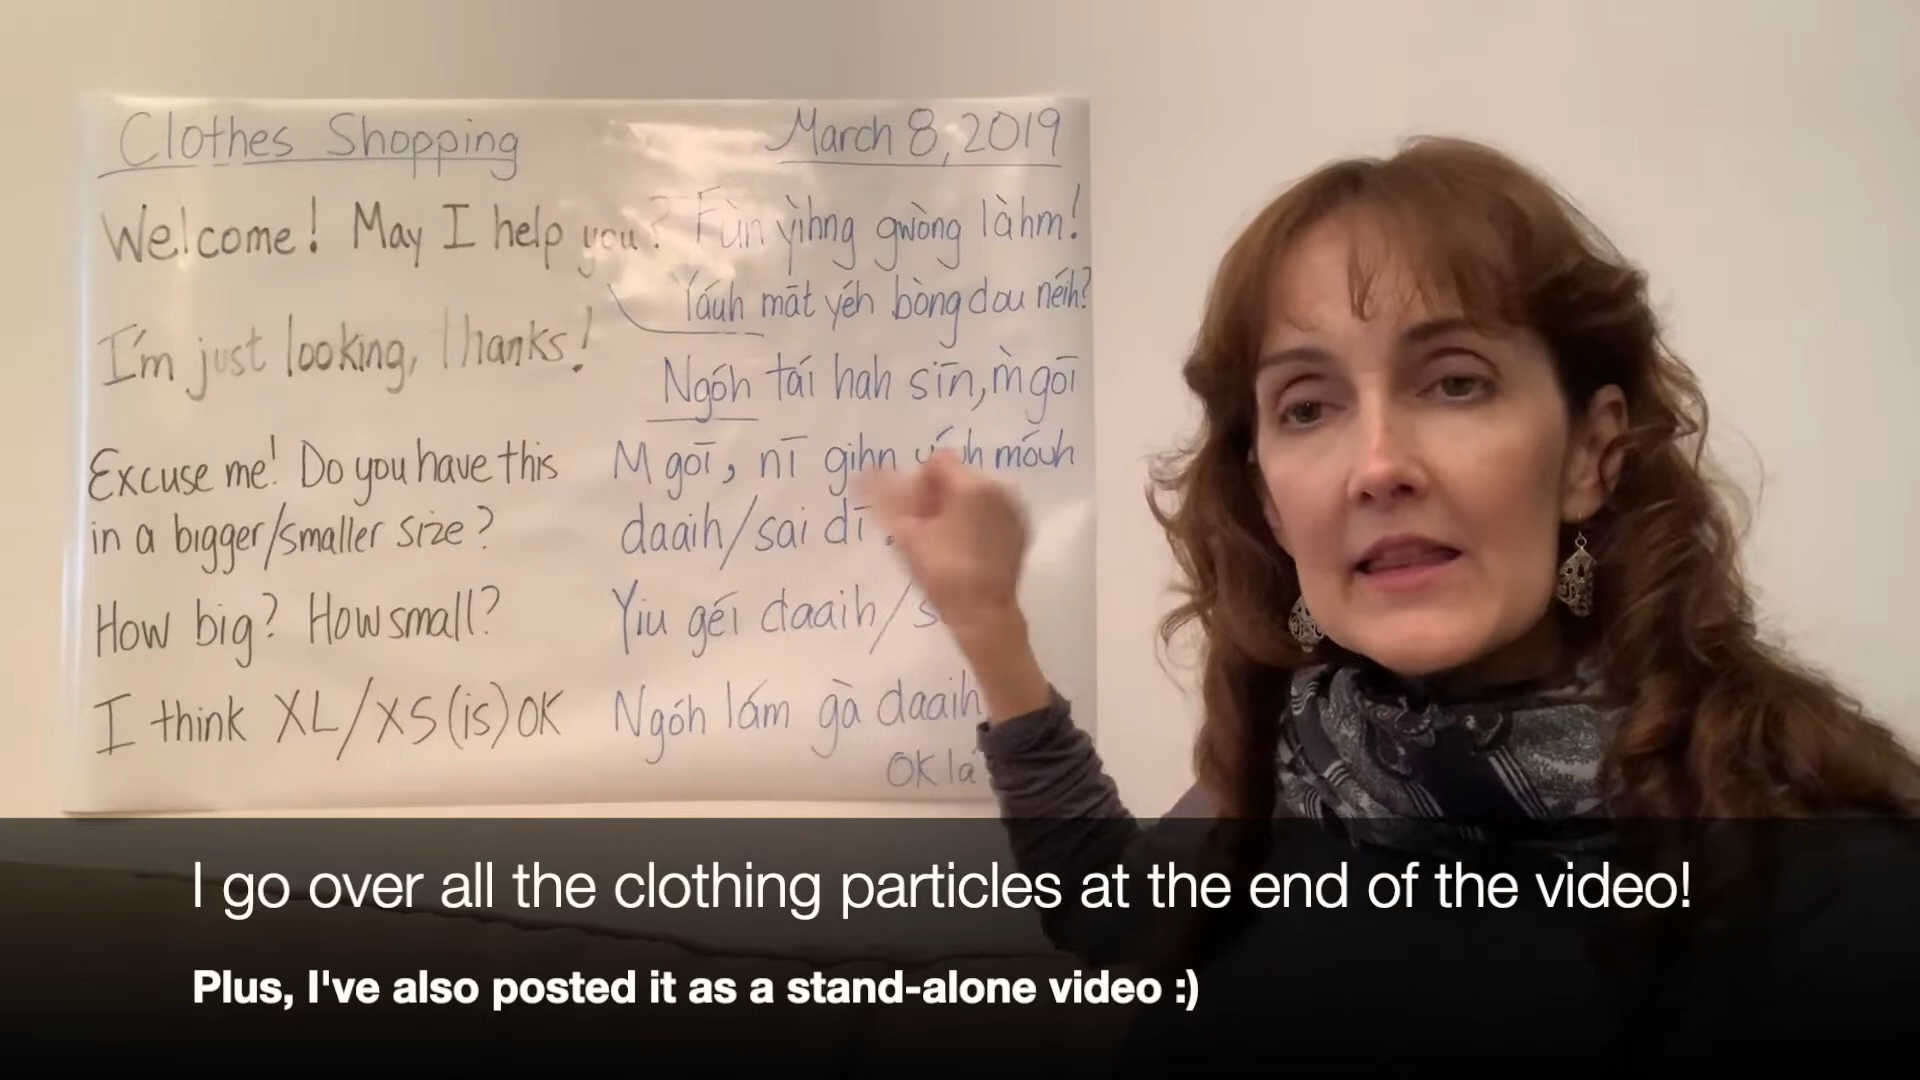 Clothes Shopping March 8, 2019
Welcome! May I help you? Fùn yìhng gwòng làhm!
Yáuh māt yéh bòng dou néih?
I'm just looking, thanks!
Ngóh tái hah sīn, m̀gōi
Excuse me! Do you have this M gōi, nī gihn móuh
in a bigger/smaller size? daaih/sai dī
How big? How small? Yiu géi daaih/
I think XL/XS(is)OK Ngóh lám gà daaih
OK lā
I go over all the clothing particles at the end of the video!
Plus, I've also posted it as a stand-alone video :)